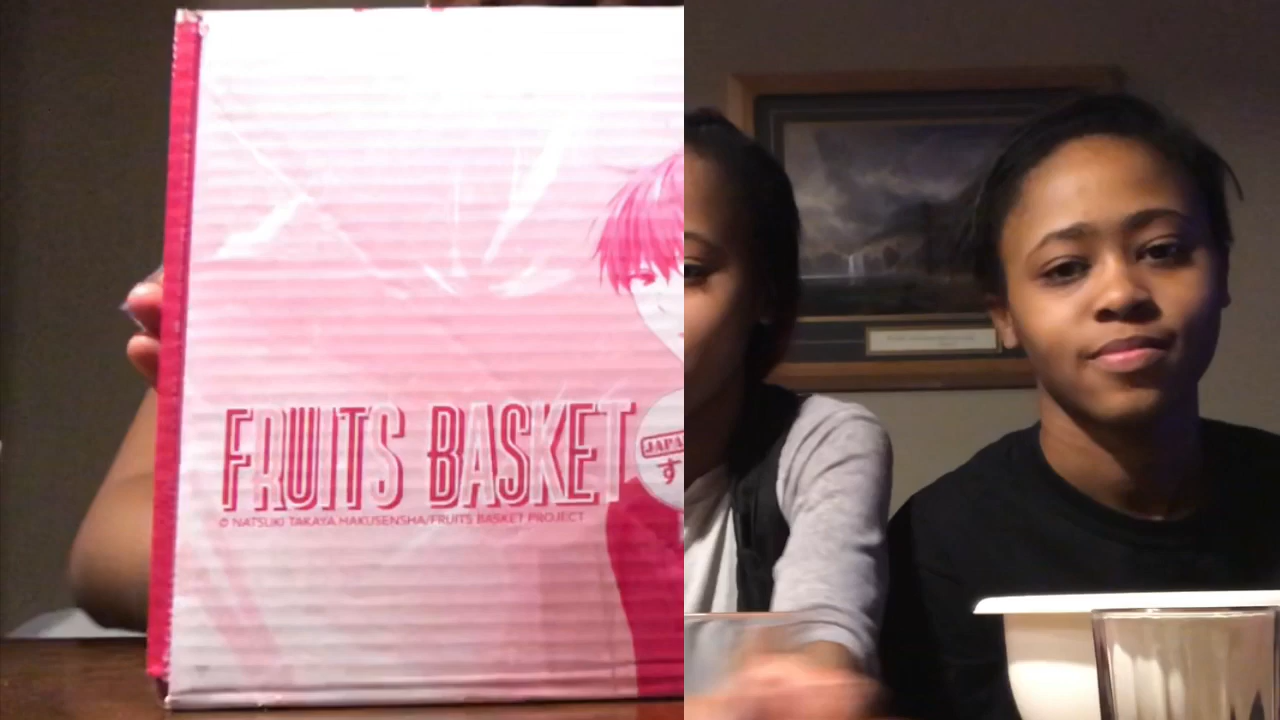 FRUITS BASKET
© NATSUKI TAKAYA HAKUSENSHA/FRUITS BASKET PROJECT
JAPA
す